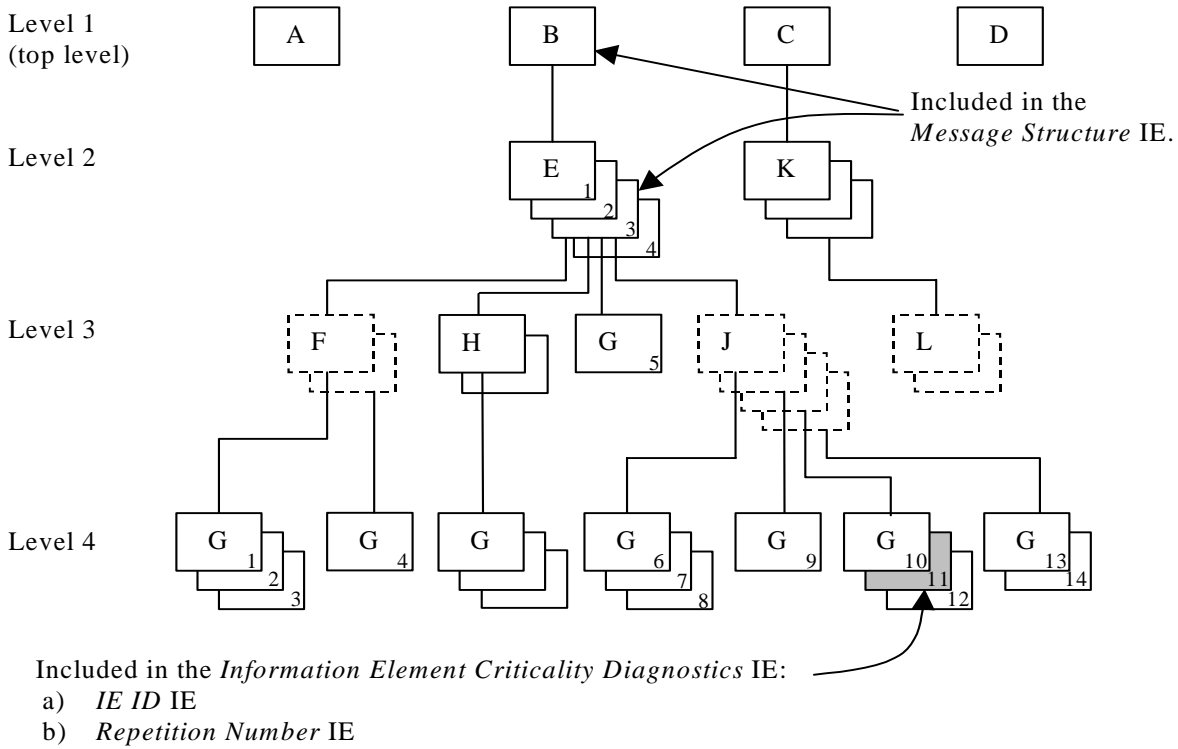 Level 1
(top level)
A
B
C
D
Included in the
Message Structure IE.
Level 2
E
1
2
3
4
K
Level 3
F
H
G
5
J
L
Level 4
G
1
2
3
G
4
G
G
6
7
8
G
9
G
10
11
12
G
13
14
Included in the Information Element Criticality Diagnostics IE:
a) IE ID IE
b) Repetition Number IE